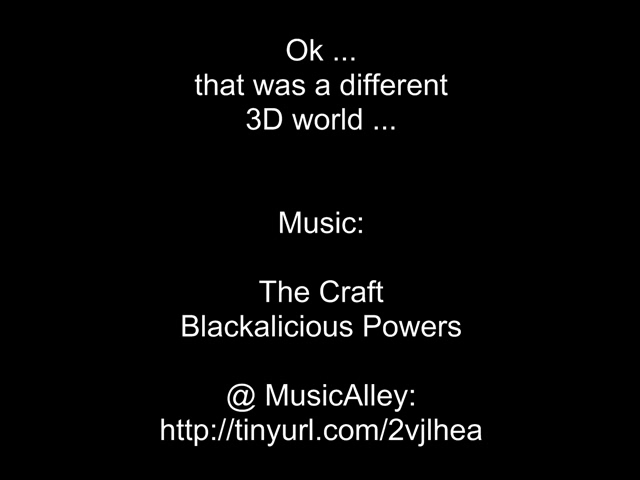 Ok ...
that was a different
3D world ...
Music:
The Craft
Blackalicious Powers
@ MusicAlley:
http://tinyurl.com/2vjlhea